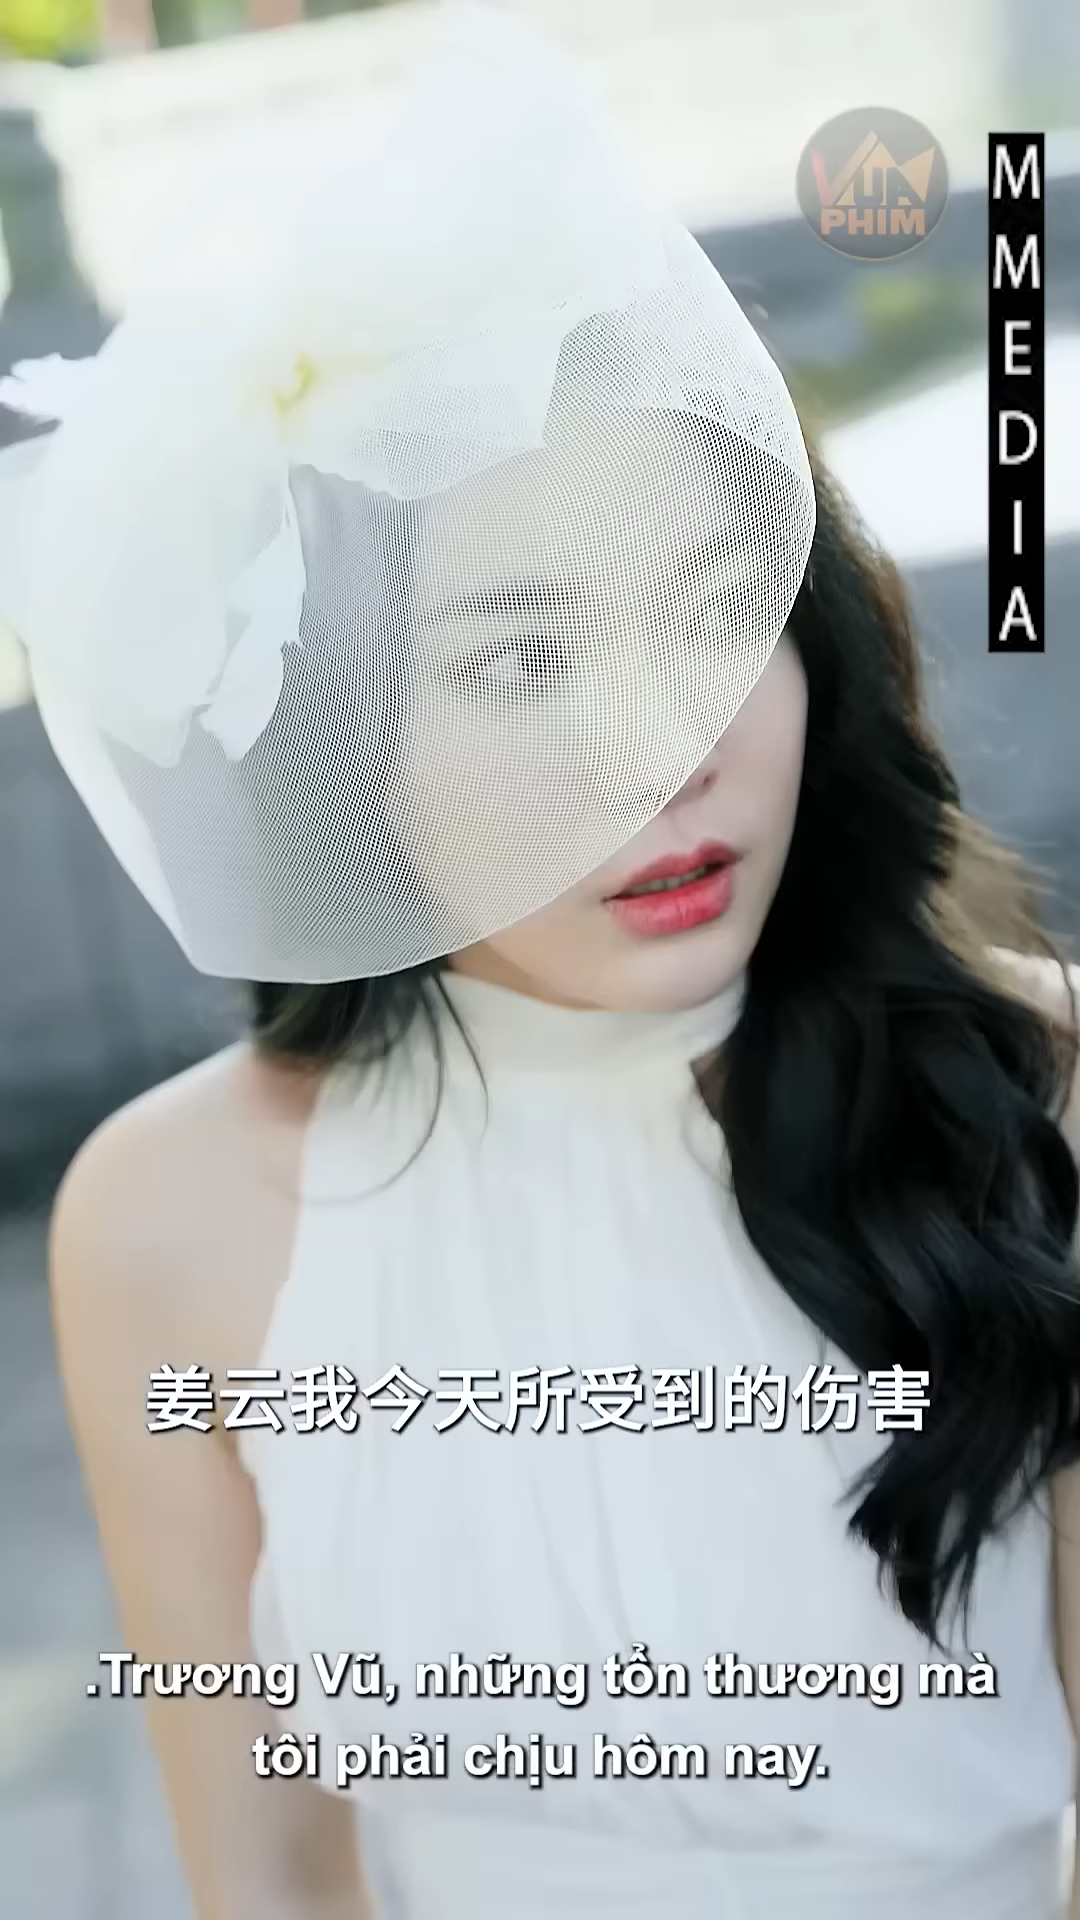 VUA
PHIM
MMEDIA
姜云我今天所受到的伤害
.Trương Vũ, những tổn thương mà
tôi phải chịu hôm nay.